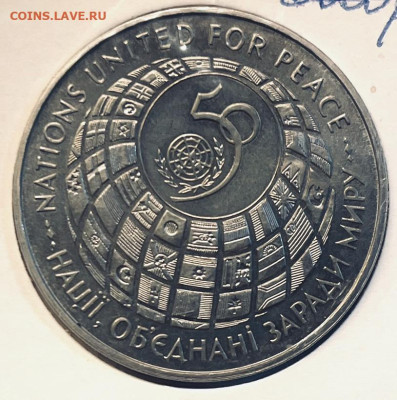 COINS.LAVE.RU
NATIONS UNITED FOR PEACE
50
НАЦІЇ, ОБ'ЄДНАНІ ЗАРАДИ МИРУ